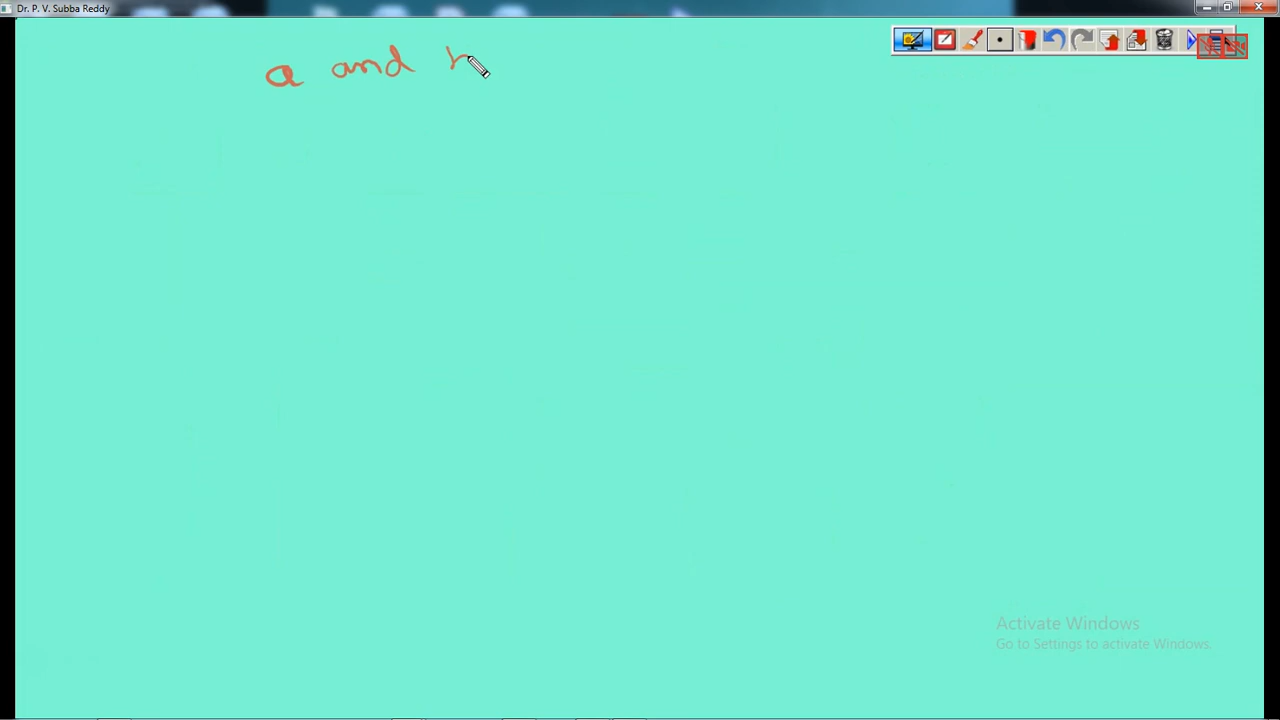 Dr. P. V. Subba Reddy
a and
Activate Windows
Go to Settings to activate Windows.